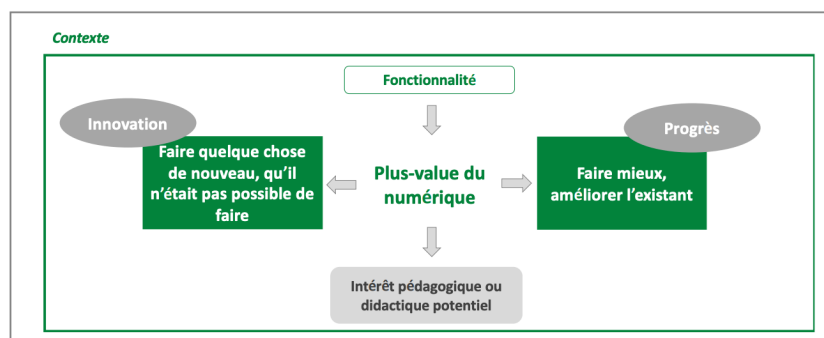 Contexte
Fonctionnalité
Innovation
Progrès
Faire quelque chose
de nouveau, qu'il
n'était pas possible de
faire
Plus-value du
numérique
Faire mieux,
améliorer l'existant
Intérêt pédagogique ou
didactique potentiel